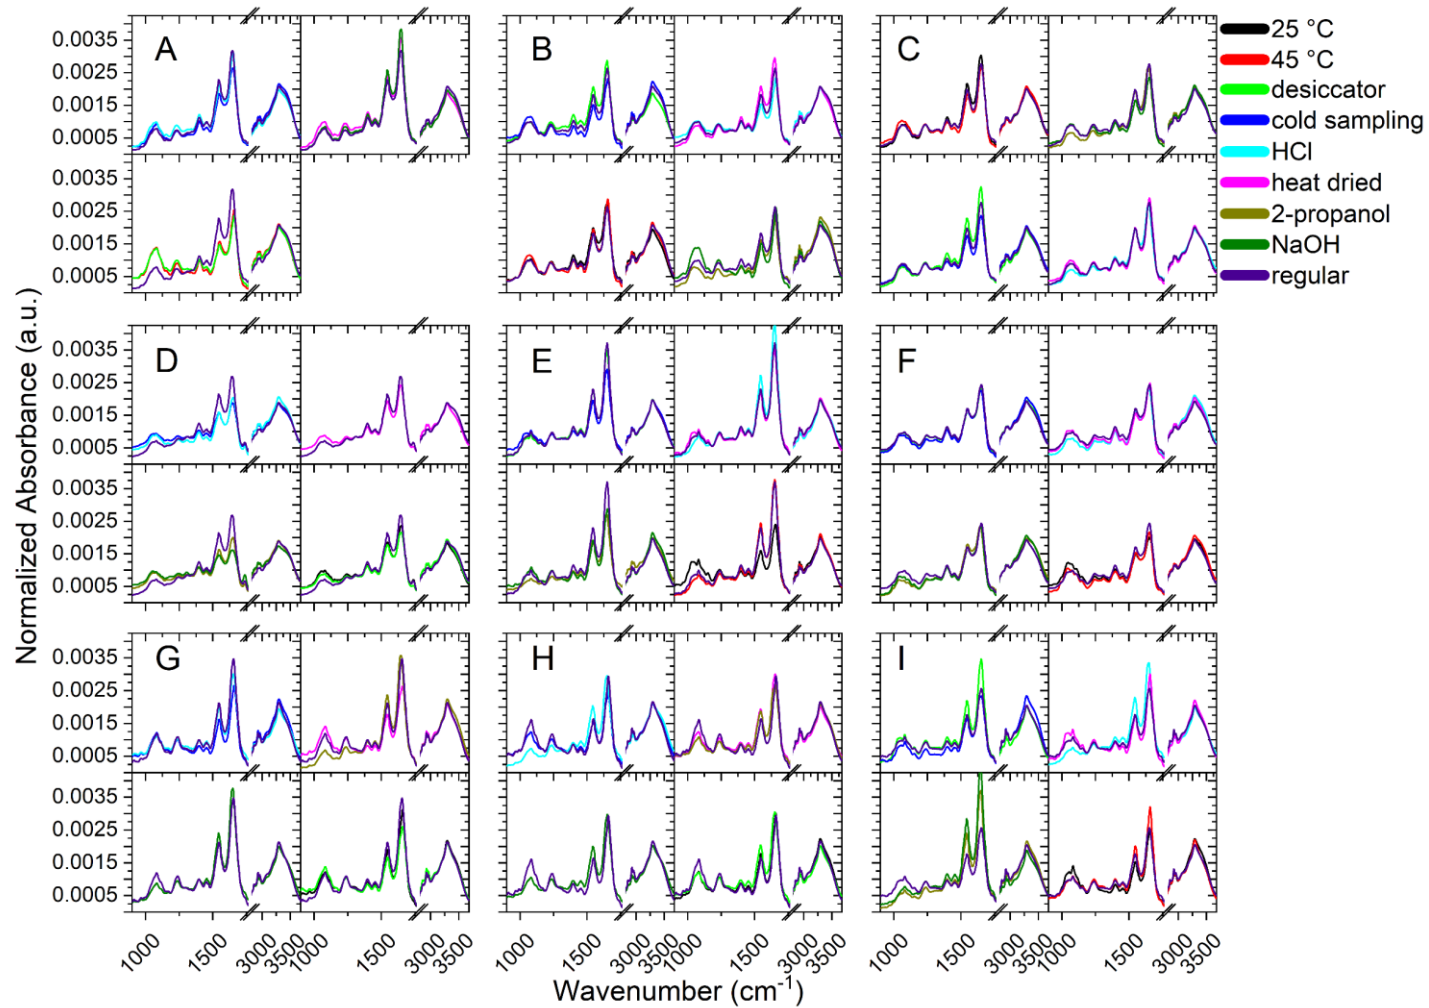 A
B
C
25 °C
45 °C
desiccator
cold sampling
HCl
heat dried
2-propanol
NaOH
regular
0.0035
0.0025
0.0015
0.0005
0.0035
0.0025
0.0015
0.0005
D
E
F
0.0035
0.0025
0.0015
0.0005
0.0035
0.0025
0.0015
0.0005
G
H
I
0.0035
0.0025
0.0015
0.0005
0.0035
0.0025
0.0015
0.0005
Normalized Absorbance (a.u.)
1000 1500 3000 3500 1000 1500 3000 3500 1000 1500 3000 3500 1000 1500 3000 3500 1000 1500 3000 3500 1000 1500 3000 3500
Wavenumber (cm⁻¹)